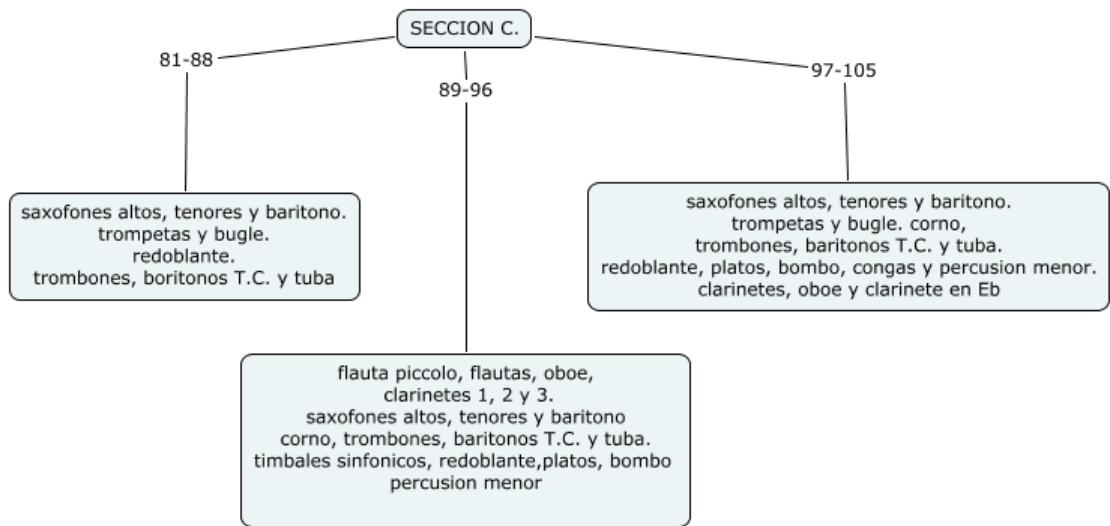 SECCION C.
81-88
89-96
97-105
saxofones altos, tenores y baritono.
trompetas y bugle.
redoblante.
trombones, boritonos T.C. y tuba
saxofones altos, tenores y baritono.
trompetas y bugle. corno,
trombones, baritonos T.C. y tuba.
redoblante, platos, bombo, congas y percusion menor.
clarinetes, oboe y clarinete en Eb
flauta piccolo, flautas, oboe,
clarinetes 1, 2 y 3.
saxofones altos, tenores y baritono
corno, trombones, baritonos T.C. y tuba.
timbales sinfonicos, redoblante,platos, bombo
percusion menor